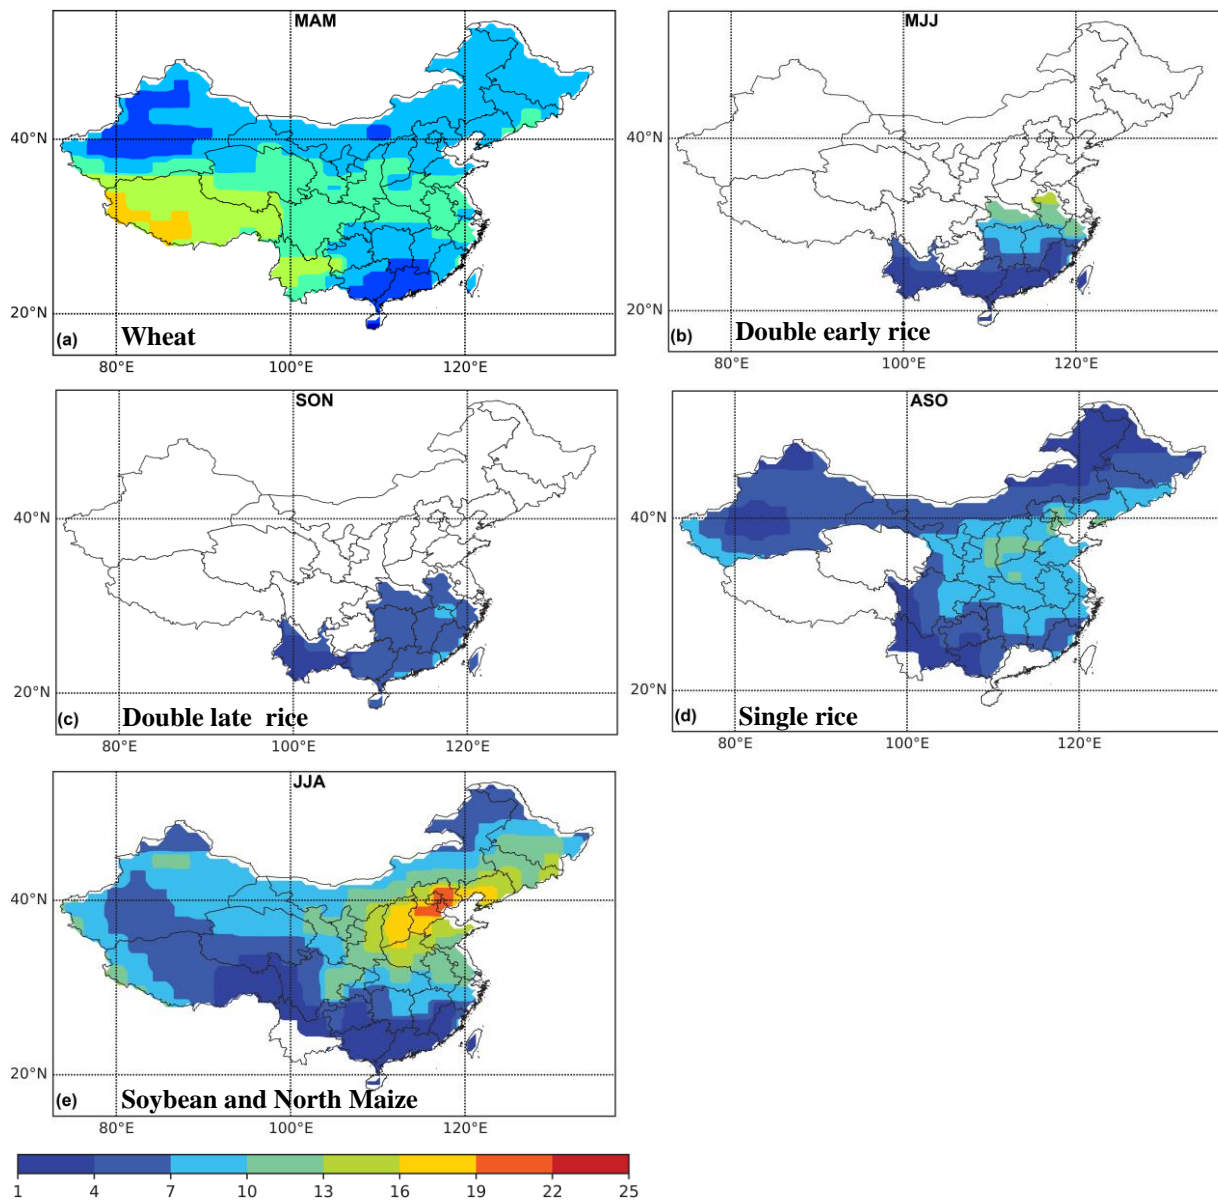 MAM
40°N
20°N
(a) Wheat
80°E 100°E 120°E
MJJ
40°N
20°N
(b) Double early rice
80°E 100°E 120°E
SON
40°N
20°N
(c) Double late rice
80°E 100°E 120°E
ASO
40°N
20°N
(d) Single rice
80°E 100°E 120°E
JJA
40°N
20°N
(e) Soybean and North Maize
80°E 100°E 120°E
1 4 7 10 13 16 19 22 25